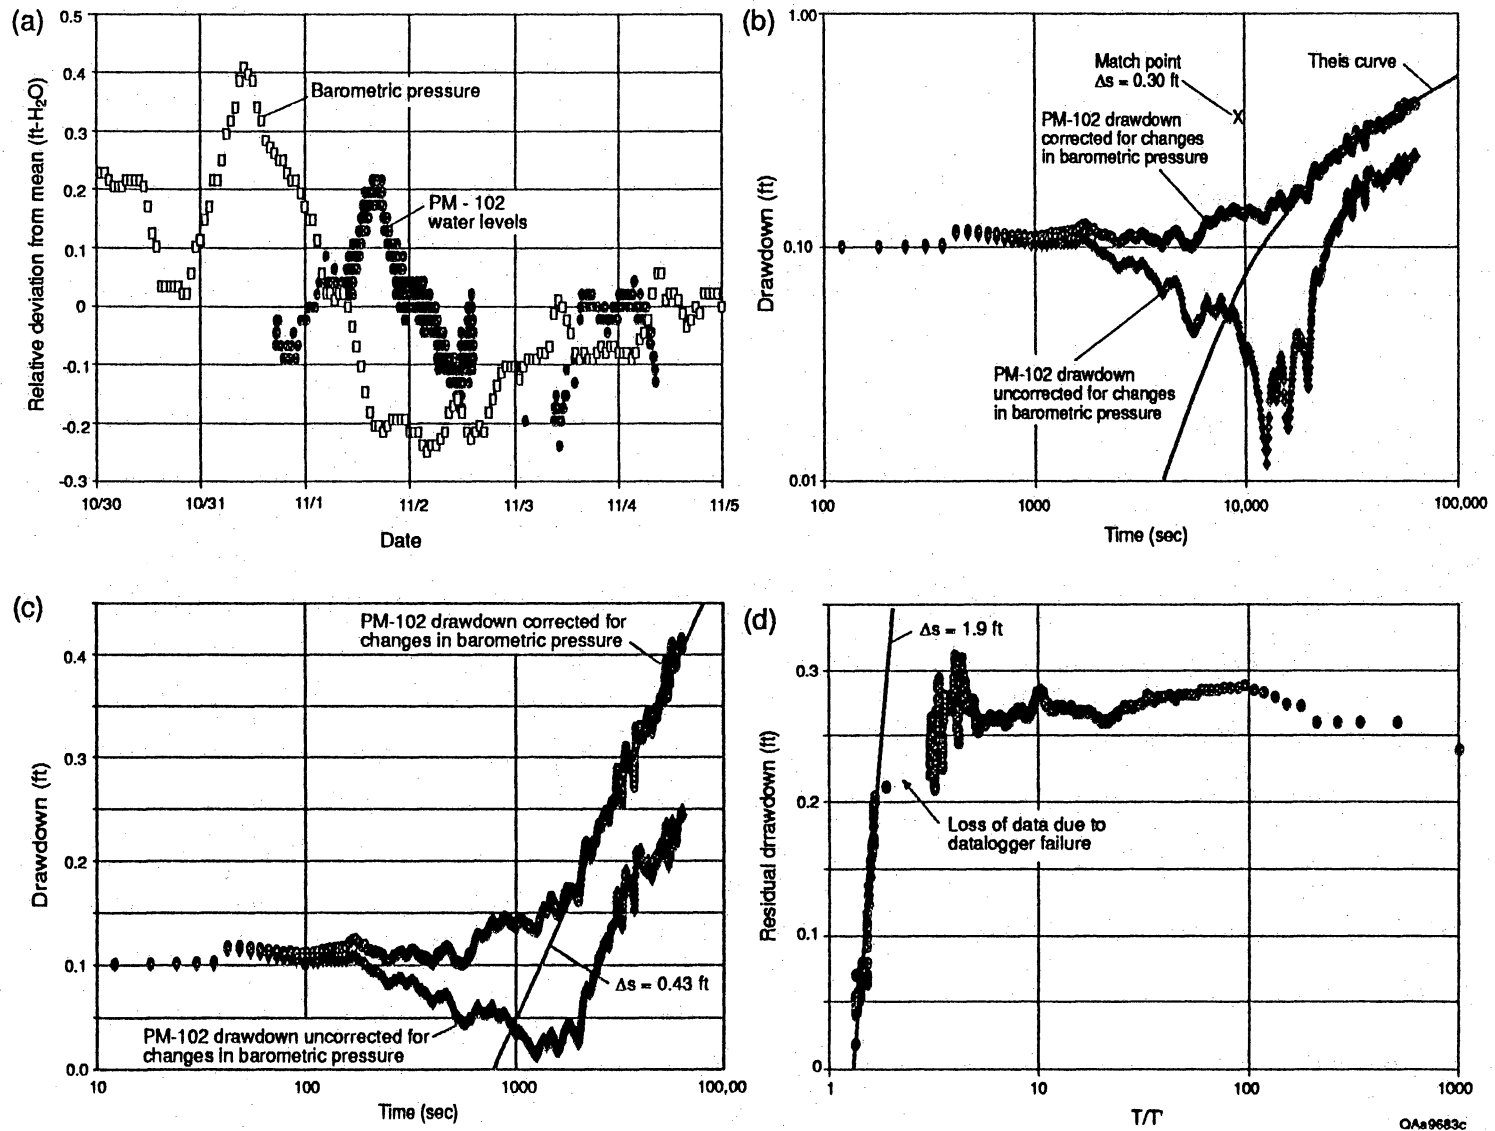 (a)
0.5
0.4
0.3
0.2
0.1
0
-0.1
-0.2
-0.3
Relative deviation from mean (ft-H₂O)
Barometric pressure
PM - 102
water levels
10/30
10/31
11/1
11/2
11/3
11/4
11/5
Date
(b)
1.00
0.10
0.01
Drawdown (ft)
Match point
Δs = 0.30 ft
X
Theis curve
PM-102 drawdown
corrected for changes
in barometric pressure
PM-102 drawdown
uncorrected for changes
in barometric pressure
100
1000
10,000
100,000
Time (sec)
(c)
0.4
0.3
0.2
0.1
0.0
Drawdown (ft)
PM-102 drawdown corrected for
changes in barometric pressure
Δs = 0.43 ft
PM-102 drawdown uncorrected for
changes in barometric pressure
10
100
1000
100,00
Time (sec)
(d)
0.3
0.2
0.1
0
Residual drrawdown (ft)
Δs = 1.9 ft
Loss of data due to
datalogger failure
1
10
100
1000
T/T'
QAa9683c